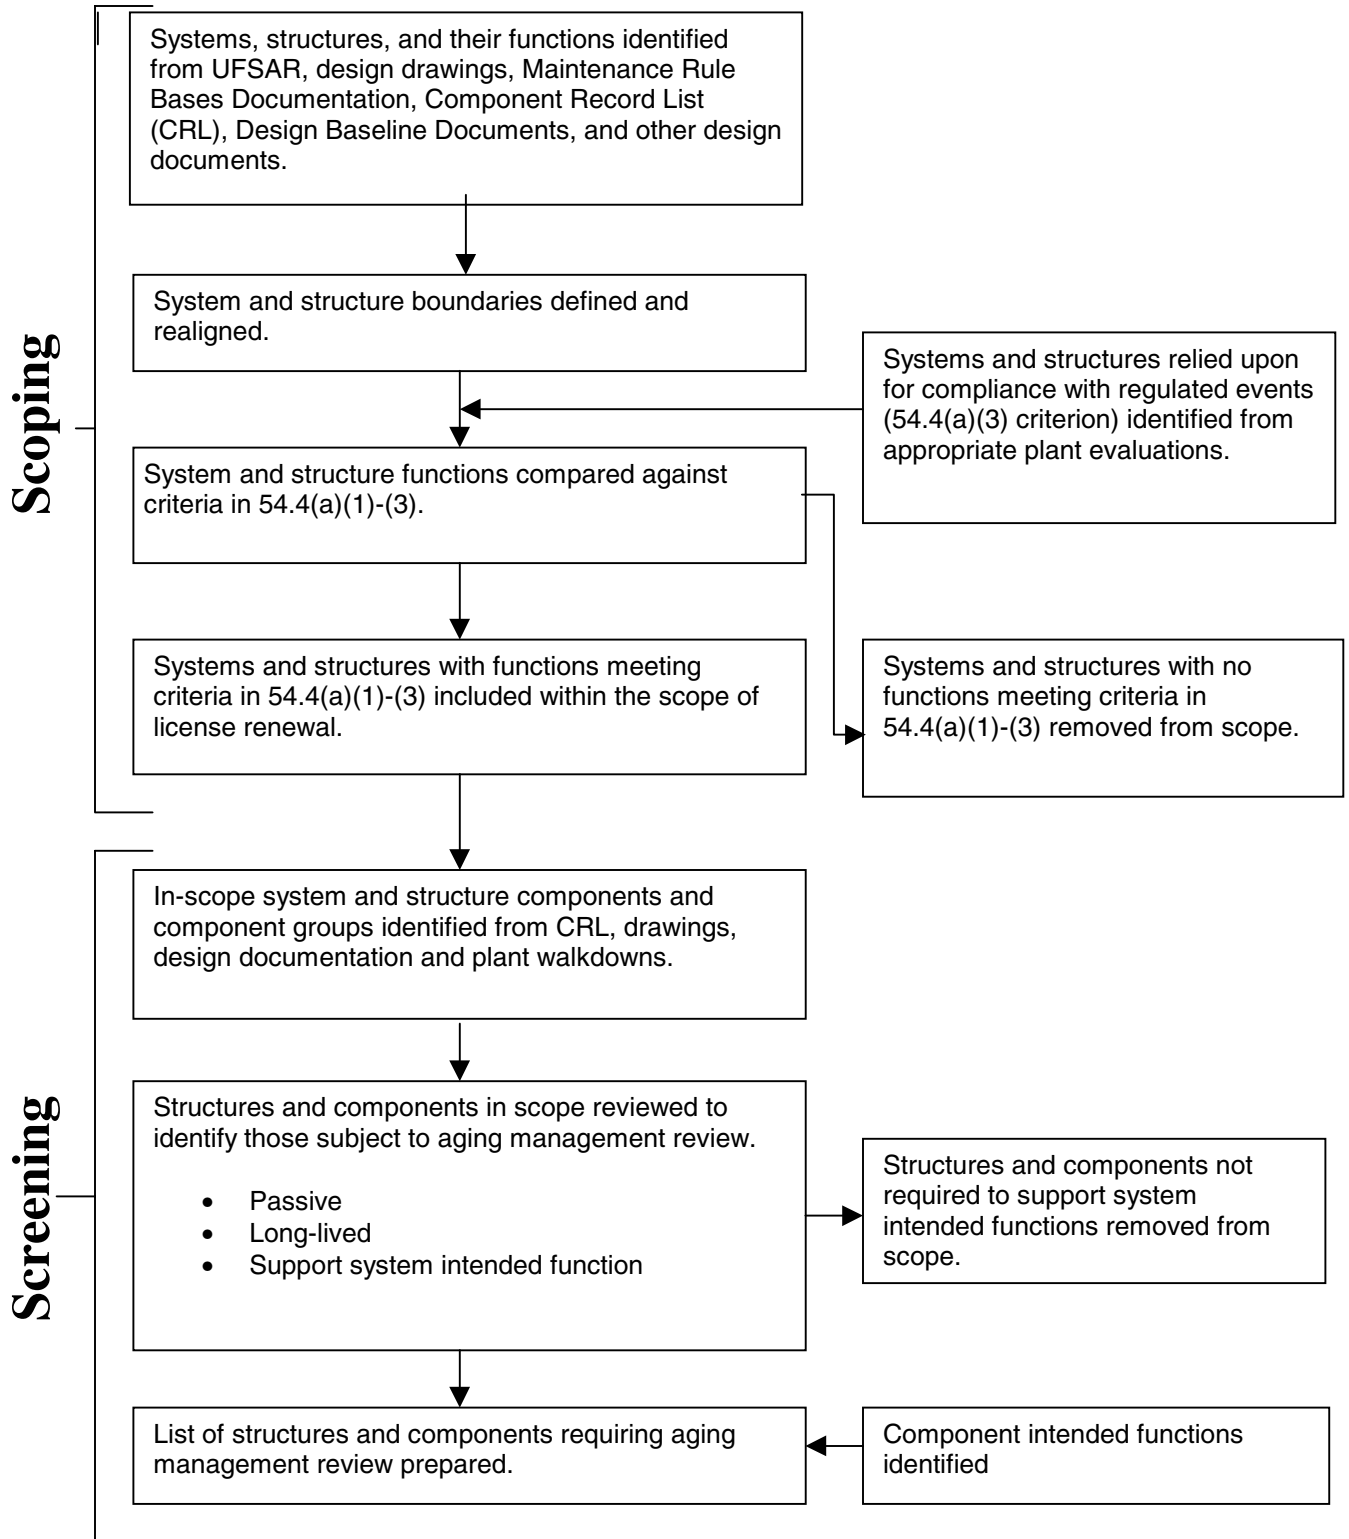 Scoping
Systems, structures, and their functions identified
from UFSAR, design drawings, Maintenance Rule
Bases Documentation, Component Record List
(CRL), Design Baseline Documents, and other design
documents.
System and structure boundaries defined and
realigned.
Systems and structures relied upon
for compliance with regulated events
(54.4(a)(3) criterion) identified from
appropriate plant evaluations.
System and structure functions compared against
criteria in 54.4(a)(1)-(3).
Systems and structures with functions meeting
criteria in 54.4(a)(1)-(3) included within the scope of
license renewal.
Systems and structures with no
functions meeting criteria in
54.4(a)(1)-(3) removed from scope.
Screening
In-scope system and structure components and
component groups identified from CRL, drawings,
design documentation and plant walkdowns.
Structures and components in scope reviewed to
identify those subject to aging management review.
• Passive
• Long-lived
• Support system intended function
Structures and components not
required to support system
intended functions removed from
scope.
List of structures and components requiring aging
management review prepared.
Component intended functions
identified